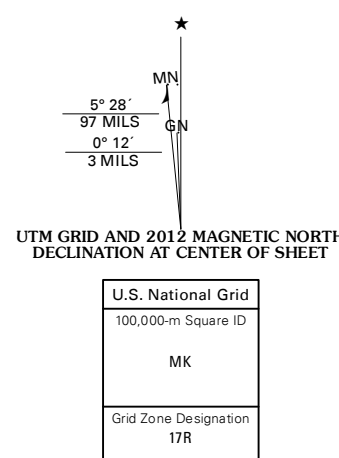 MN
5° 28´
97 MILS
GN
0° 12´
3 MILS
UTM GRID AND 2012 MAGNETIC NORTH
DECLINATION AT CENTER OF SHEET
U.S. National Grid
100,000-m Square ID
MK
Grid Zone Designation
17R